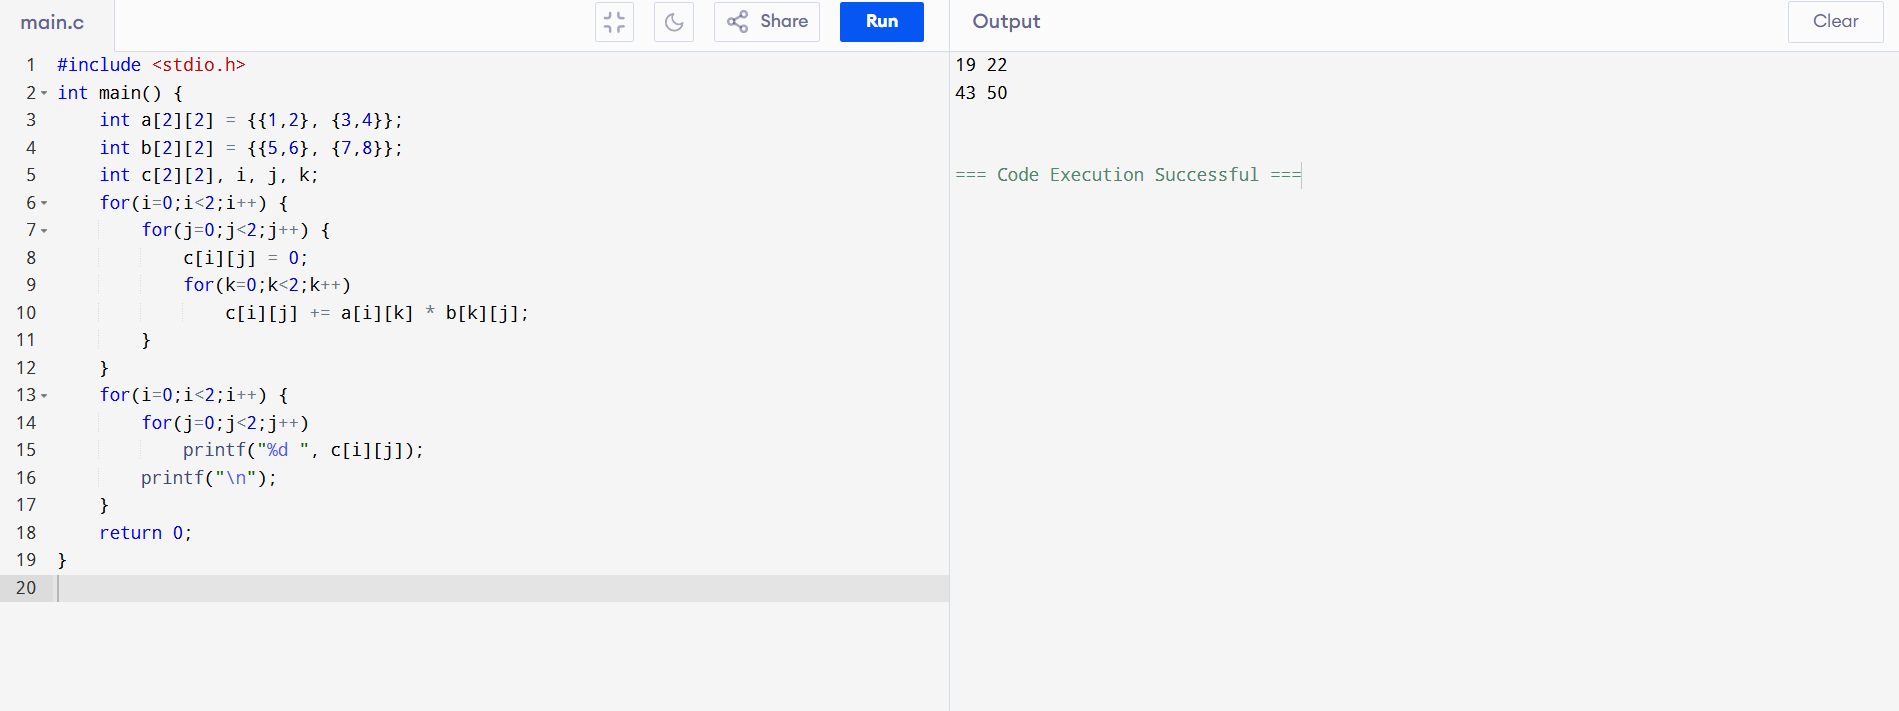 main.c
Share
Run
Output
Clear
1 #include <stdio.h>
2 int main() {
3     int a[2][2] = {{1,2}, {3,4}};
4     int b[2][2] = {{5,6}, {7,8}};
5     int c[2][2], i, j, k;
6     for(i=0;i<2;i++) {
7         for(j=0;j<2;j++) {
8             c[i][j] = 0;
9             for(k=0;k<2;k++)
10                 c[i][j] += a[i][k] * b[k][j];
11         }
12     }
13     for(i=0;i<2;i++) {
14         for(j=0;j<2;j++)
15             printf("%d ", c[i][j]);
16         printf("\n");
17     }
18     return 0;
19 }
20
19 22
43 50
=== Code Execution Successful ===